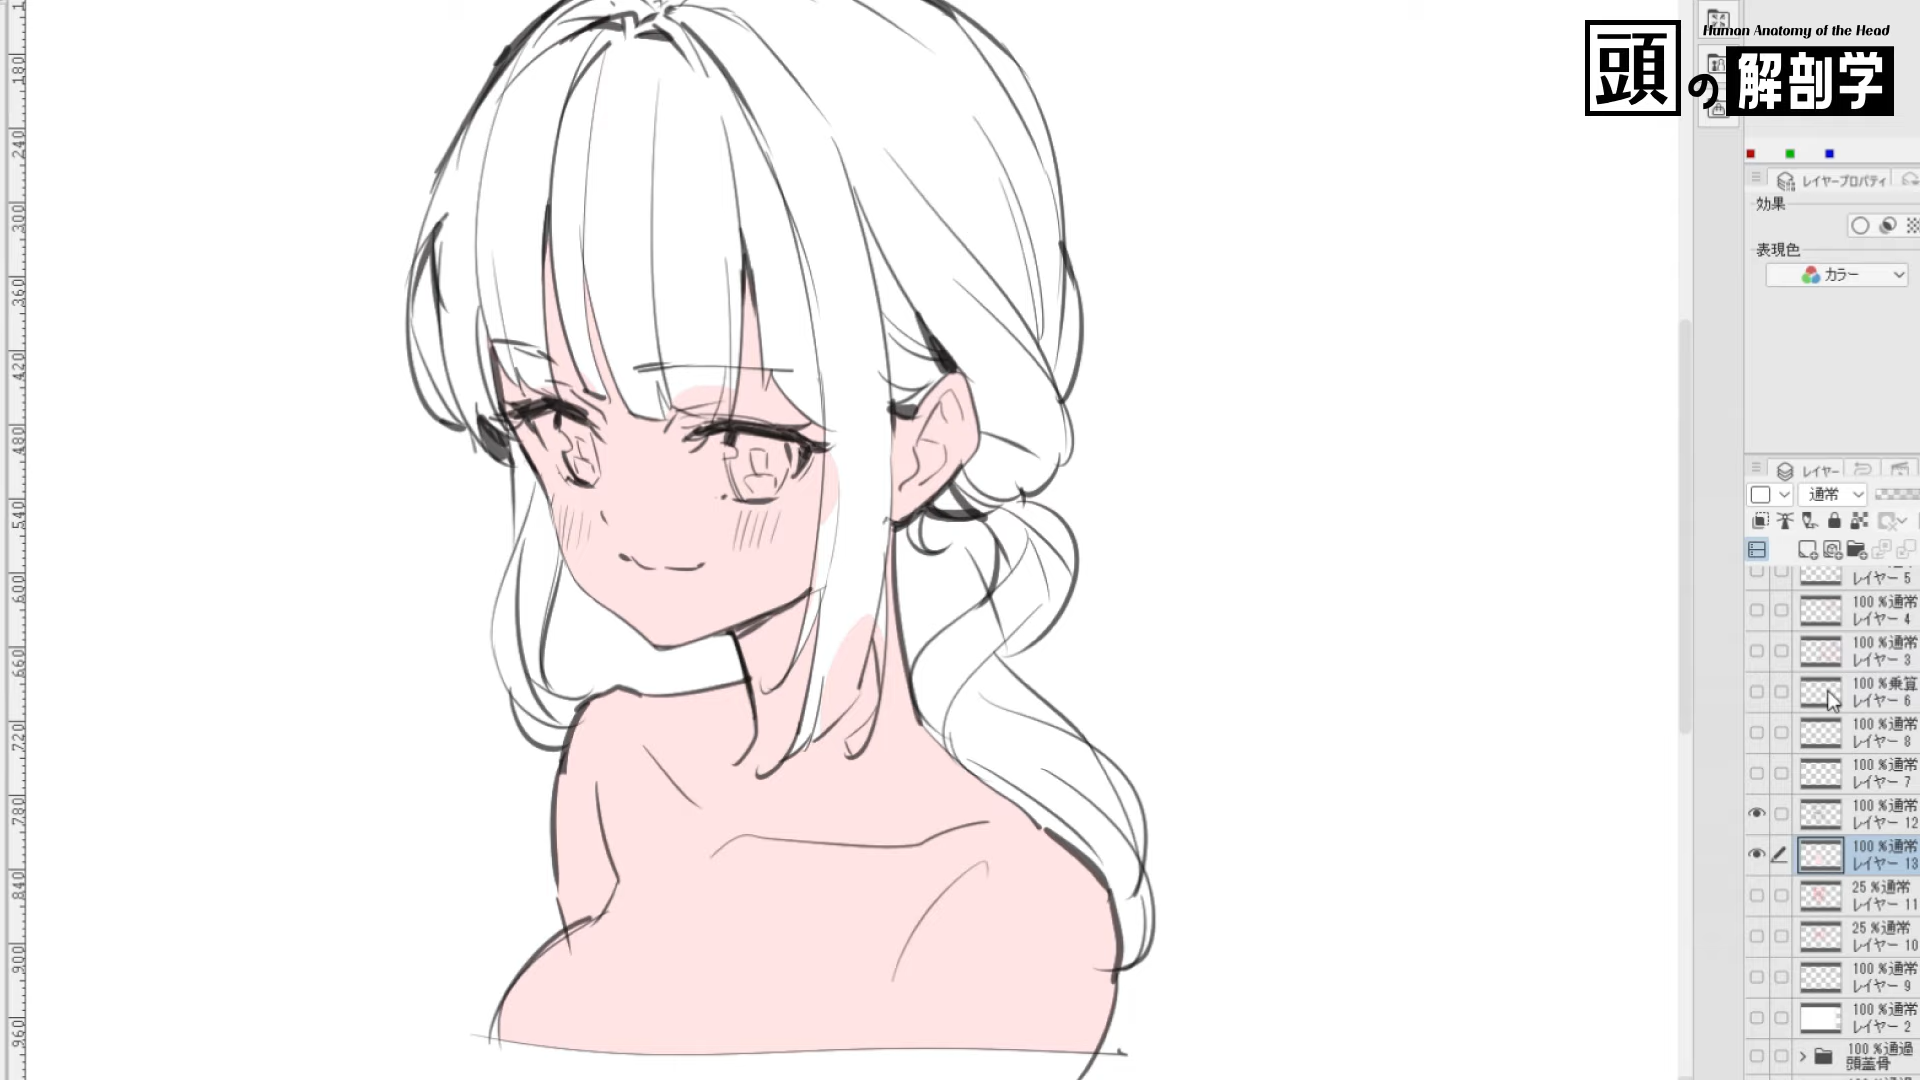 Human Anatomy of the Head
頭の解剖学
レイヤープロパティ
効果
表現色
カラー
レイヤー
通常
レイヤー 5
100 %通常
レイヤー 4
100 %通常
レイヤー 3
100 %乗算
レイヤー 6
100 %通常
レイヤー 8
100 %通常
レイヤー 7
100 %通常
レイヤー 12
100 %通常
レイヤー 13
25 %通常
レイヤー 11
25 %通常
レイヤー 10
100 %通常
レイヤー 9
100 %通常
レイヤー 2
100 %通過
頭蓋骨
180
240
300
360
420
480
540
600
660
720
780
840
900
960